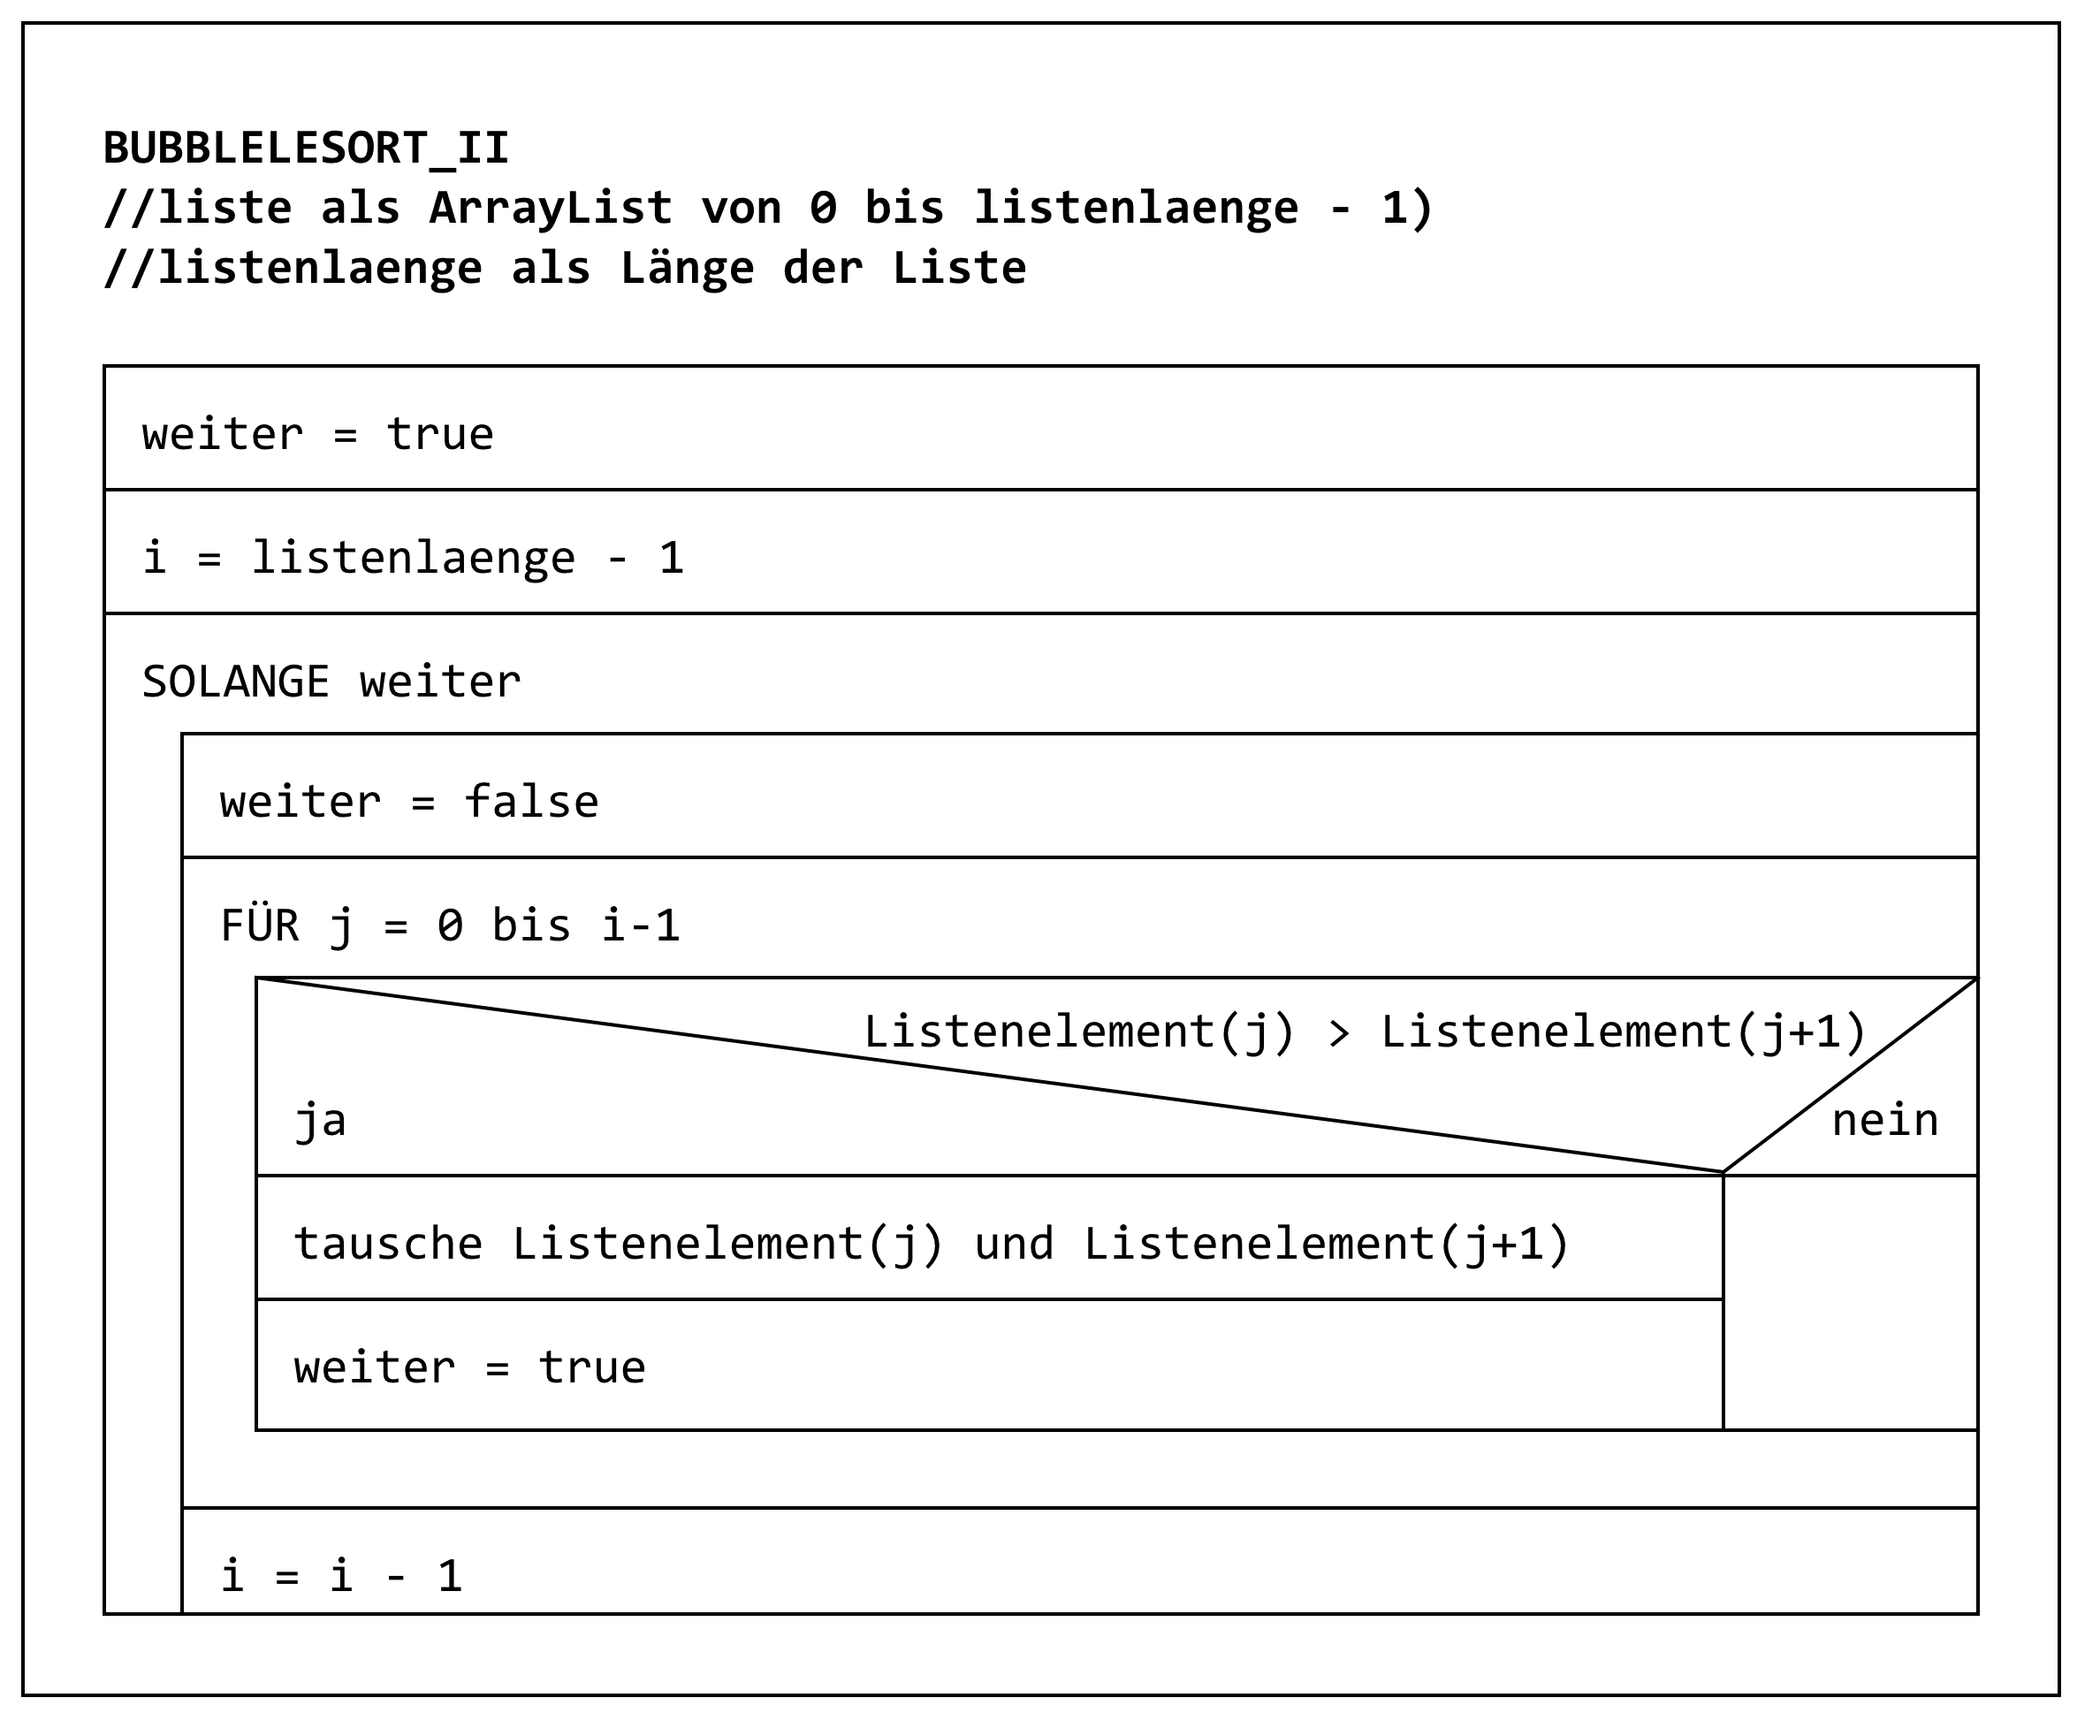 BUBBLELESORT_II
//liste als ArrayList von 0 bis listenlaenge - 1)
//listenlaenge als Länge der Liste
weiter = true
i = listenlaenge - 1
SOLANGE weiter
weiter = false
FÜR j = 0 bis i-1
Listenelement(j) > Listenelement(j+1)
ja
nein
tausche Listenelement(j) und Listenelement(j+1)
weiter = true
i = i - 1